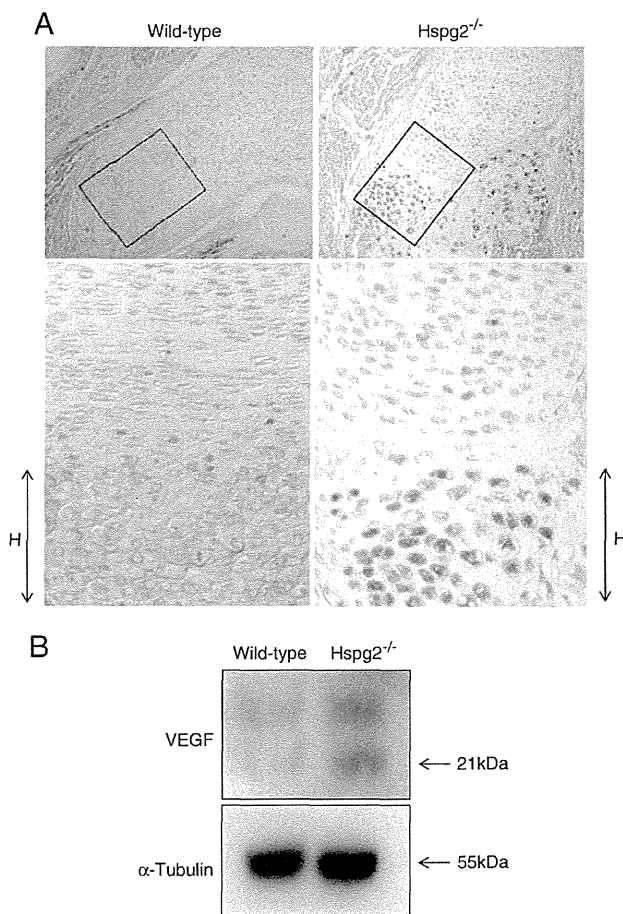 A
Wild-type Hspg2-/-
H H
B
Wild-type Hspg2-/-
VEGF
21kDa
α-Tubulin
55kDa